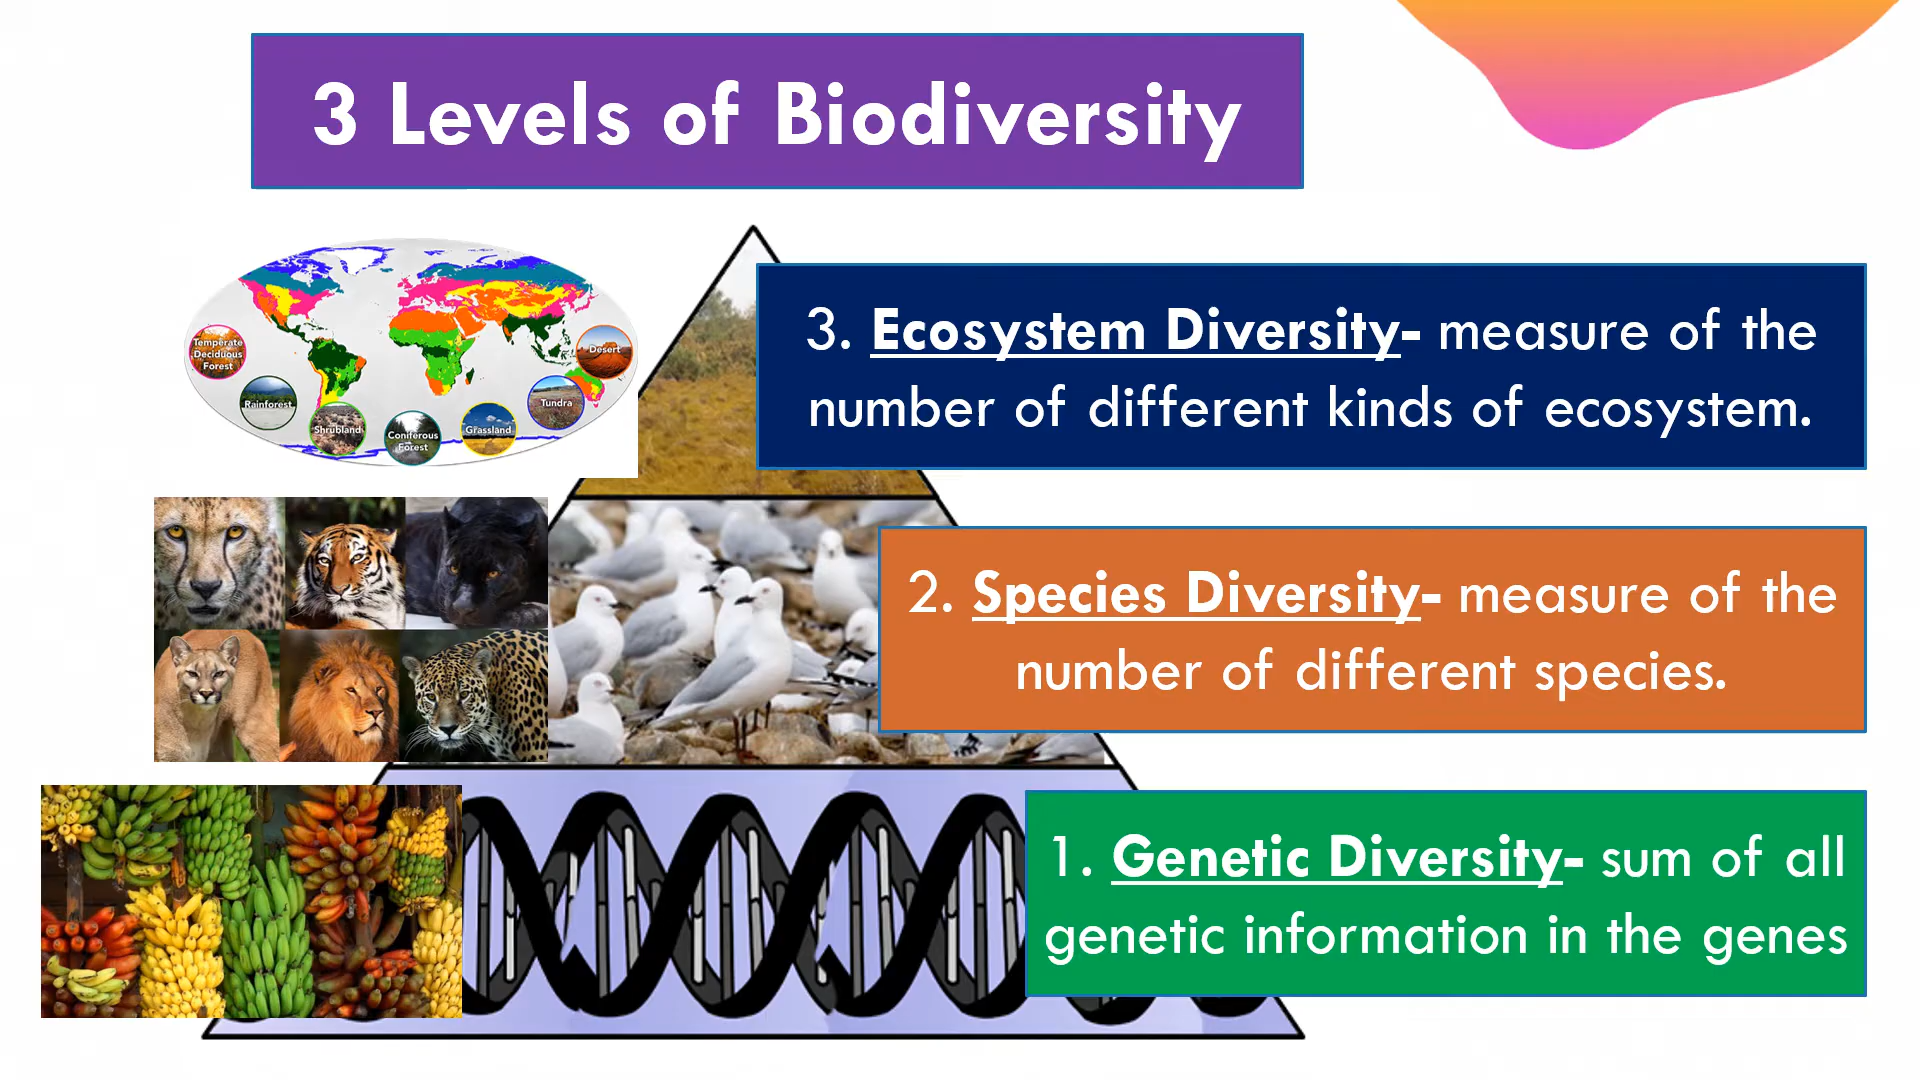 3 Levels of Biodiversity
3. Ecosystem Diversity- measure of the
number of different kinds of ecosystem.
Temperate
Deciduous
Forest
Rainforest
Shrubland
Coniferous
Forest
Grassland
Tundra
Desert
2. Species Diversity- measure of the
number of different species.
1. Genetic Diversity- sum of all
genetic information in the genes